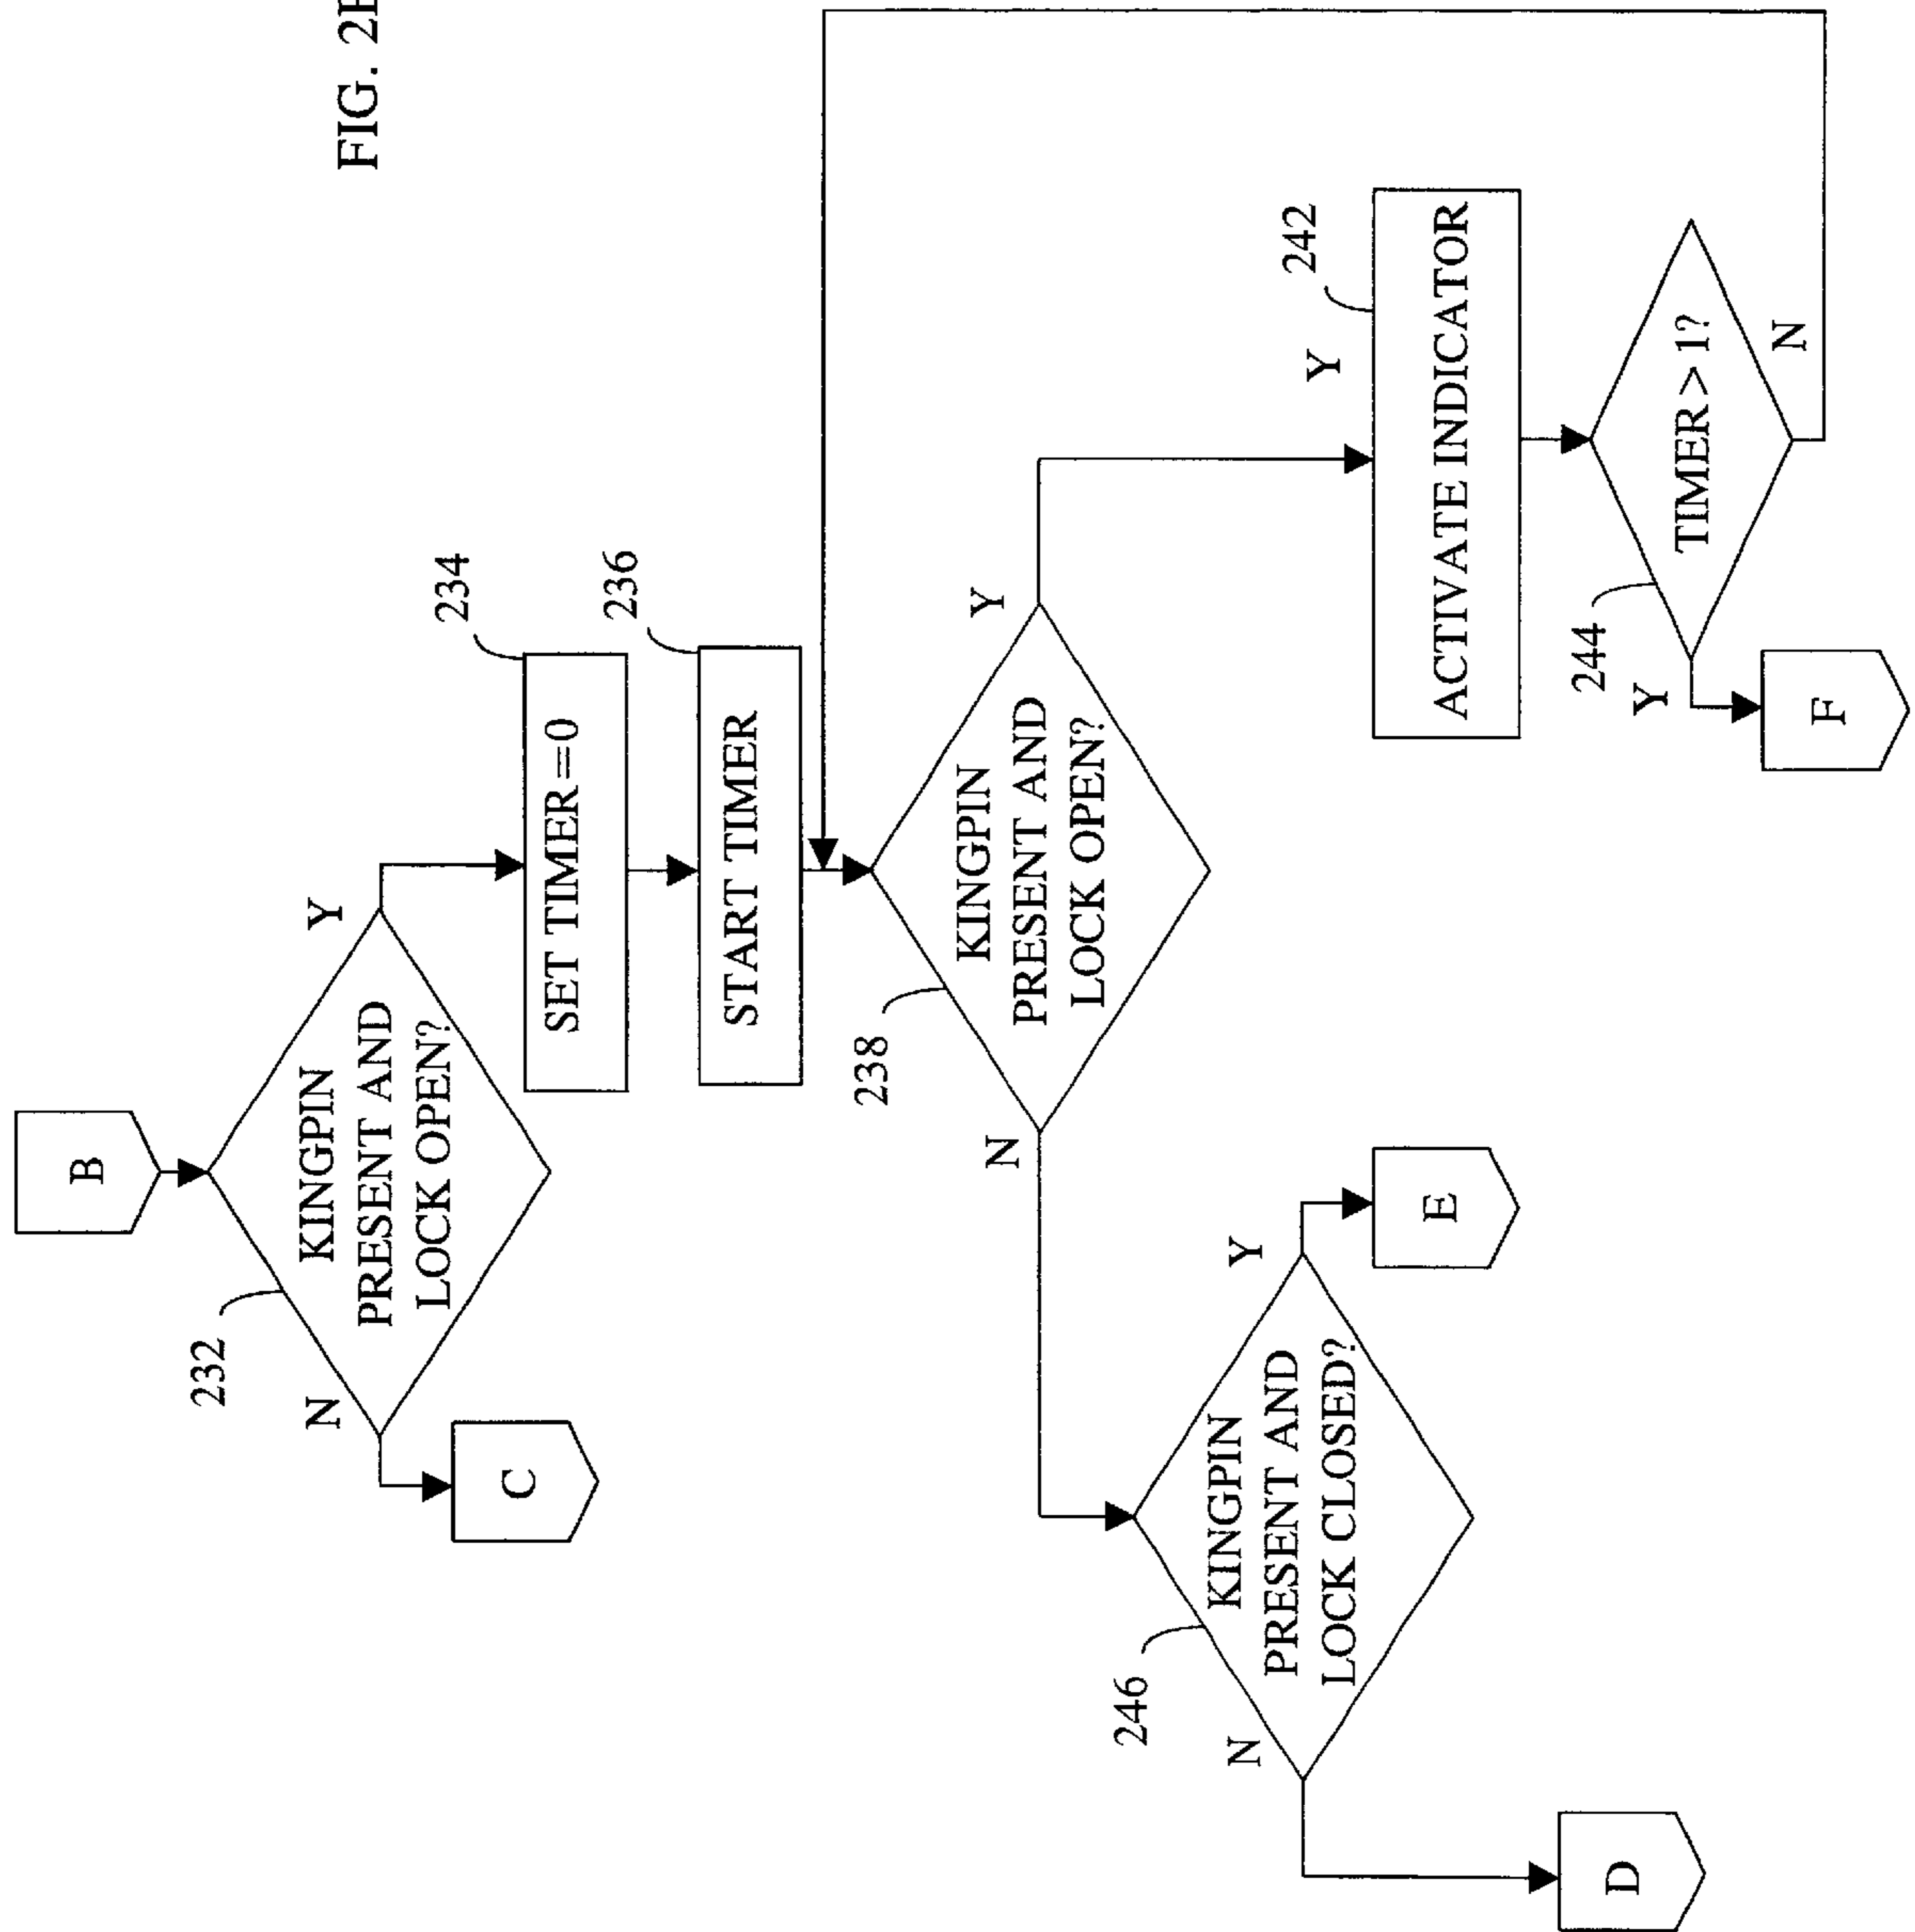 FIG. 2
B
232
KINGPIN
PRESENT AND
LOCK OPEN?
N
Y
C
234
SET TIMER=0
236
START TIMER
238
KINGPIN
PRESENT AND
LOCK OPEN?
N
Y
246
KINGPIN
PRESENT AND
LOCK CLOSED?
N
Y
D
E
242
Y
ACTIVATE INDICATOR
244
TIMER>1?
Y
N
F